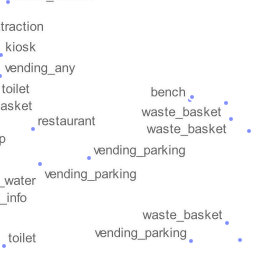 traction
kiosk
vending_any
toilet
bench
asket
waste_basket
restaurant
waste_basket
p
vending_parking
vending_parking
_water
_info
waste_basket
vending_parking
toilet